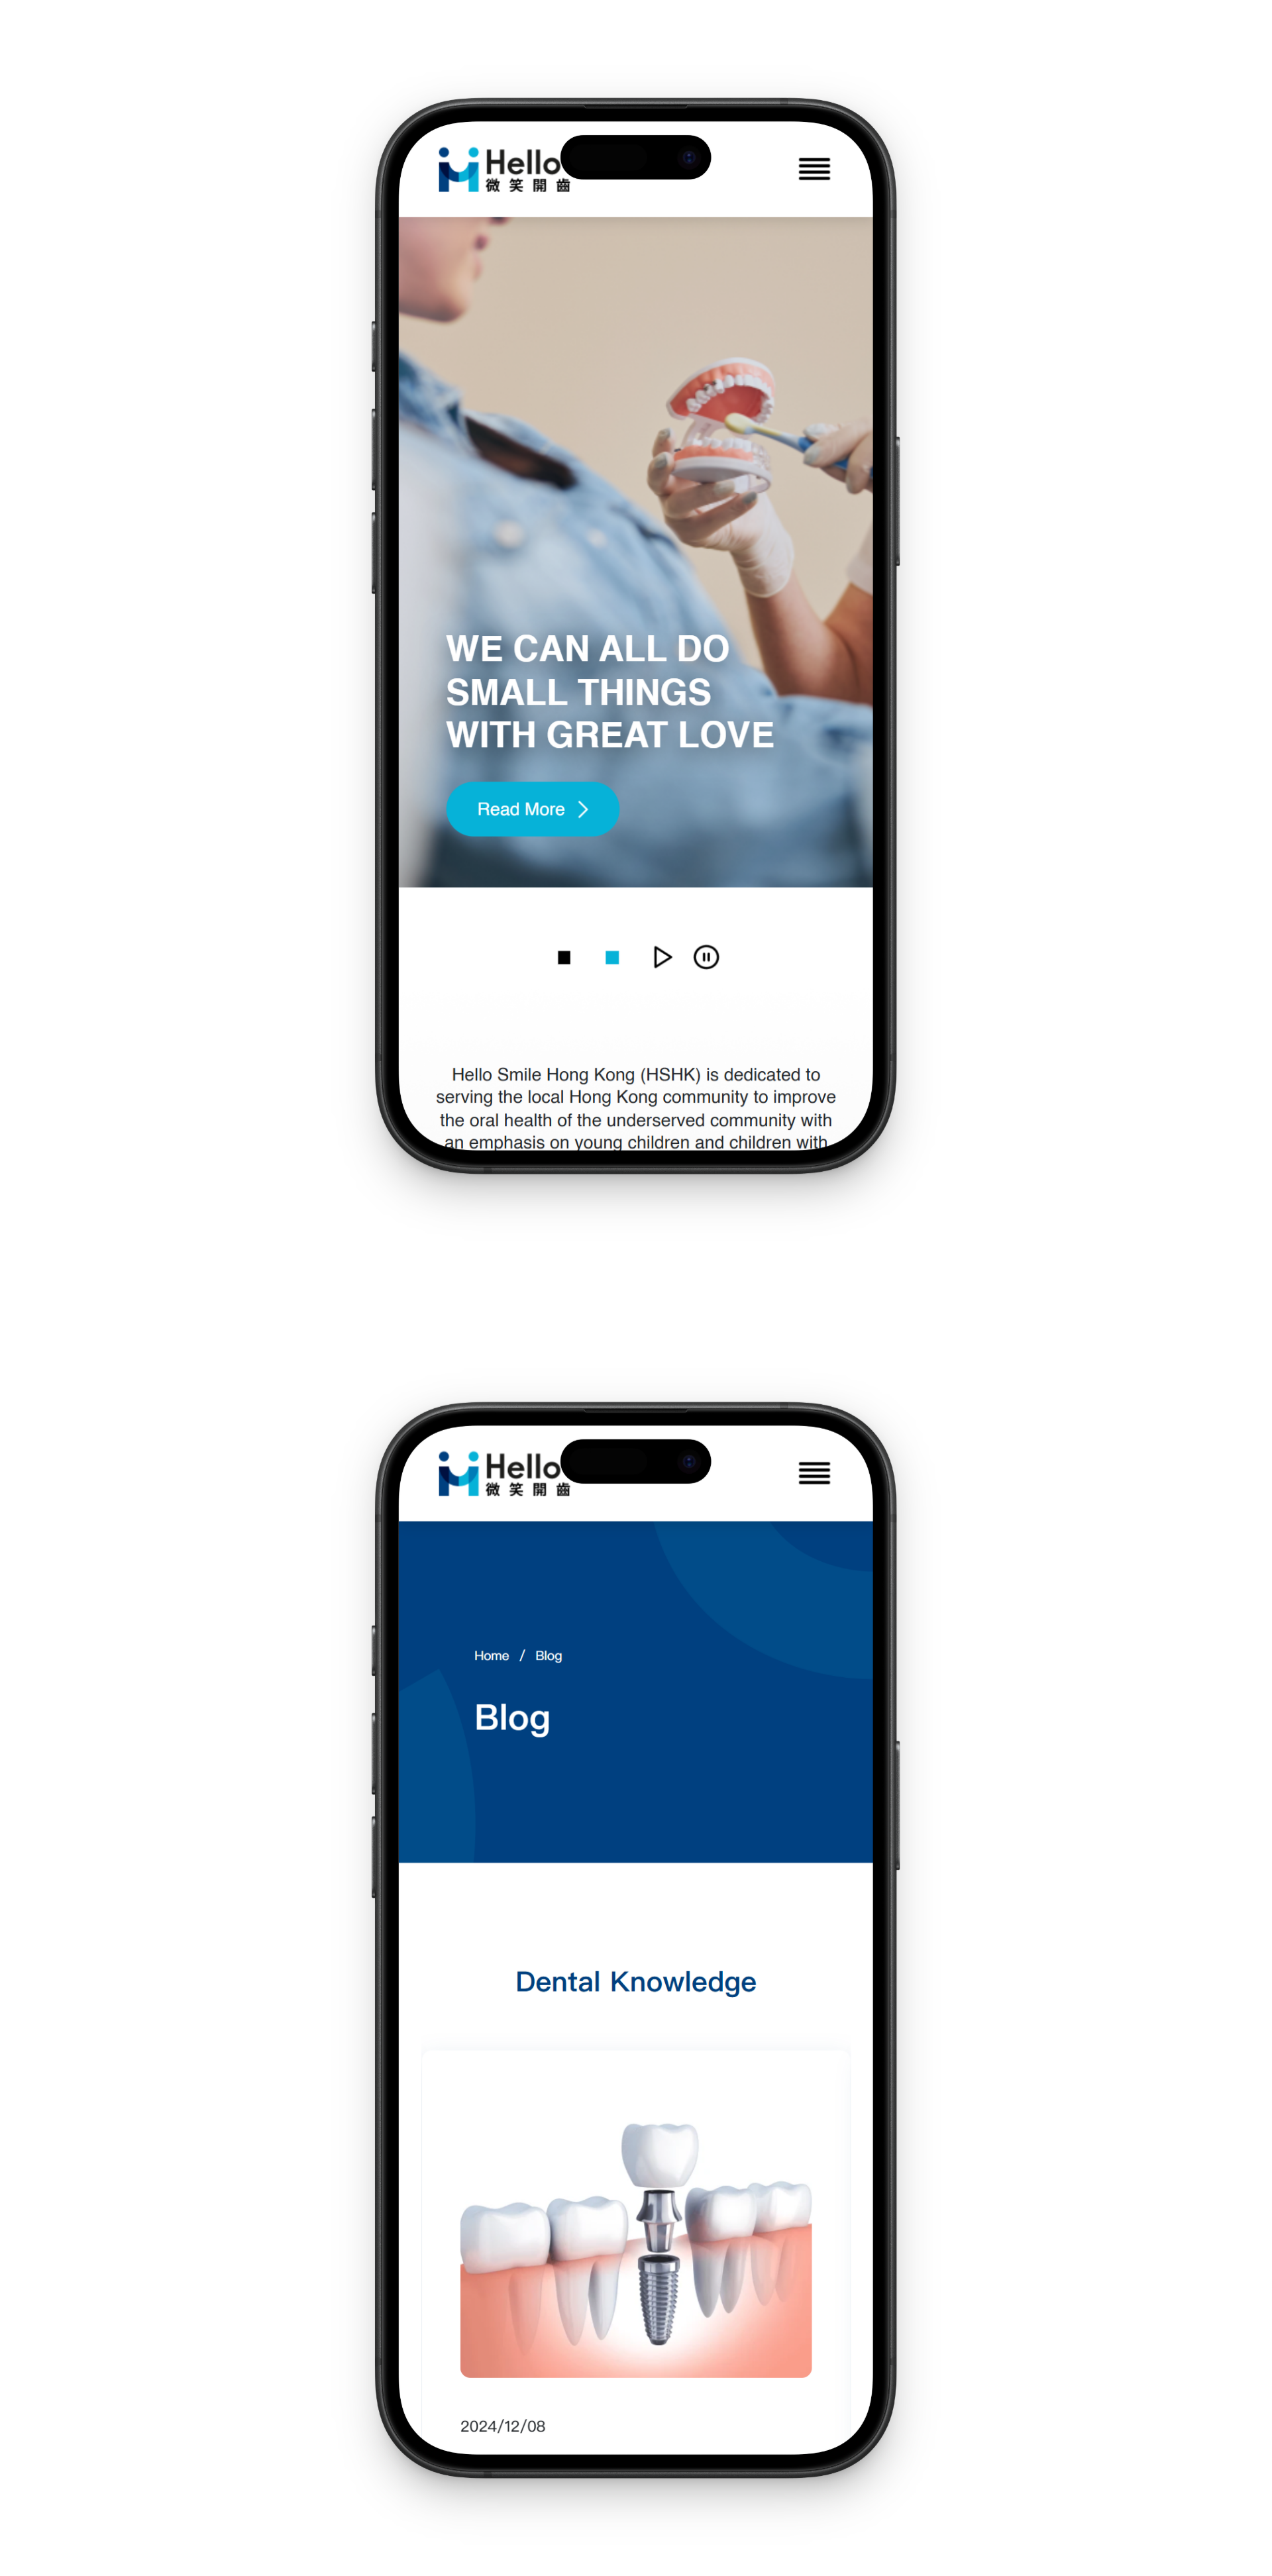 Hello
微笑開齒
WE CAN ALL DO
SMALL THINGS
WITH GREAT LOVE
Read More
Hello Smile Hong Kong (HSHK) is dedicated to
serving the local Hong Kong community to improve
the oral health of the underserved community with
an emphasis on young children and children with
Hello
微笑開齒
Home / Blog
Blog
Dental Knowledge
2024/12/08